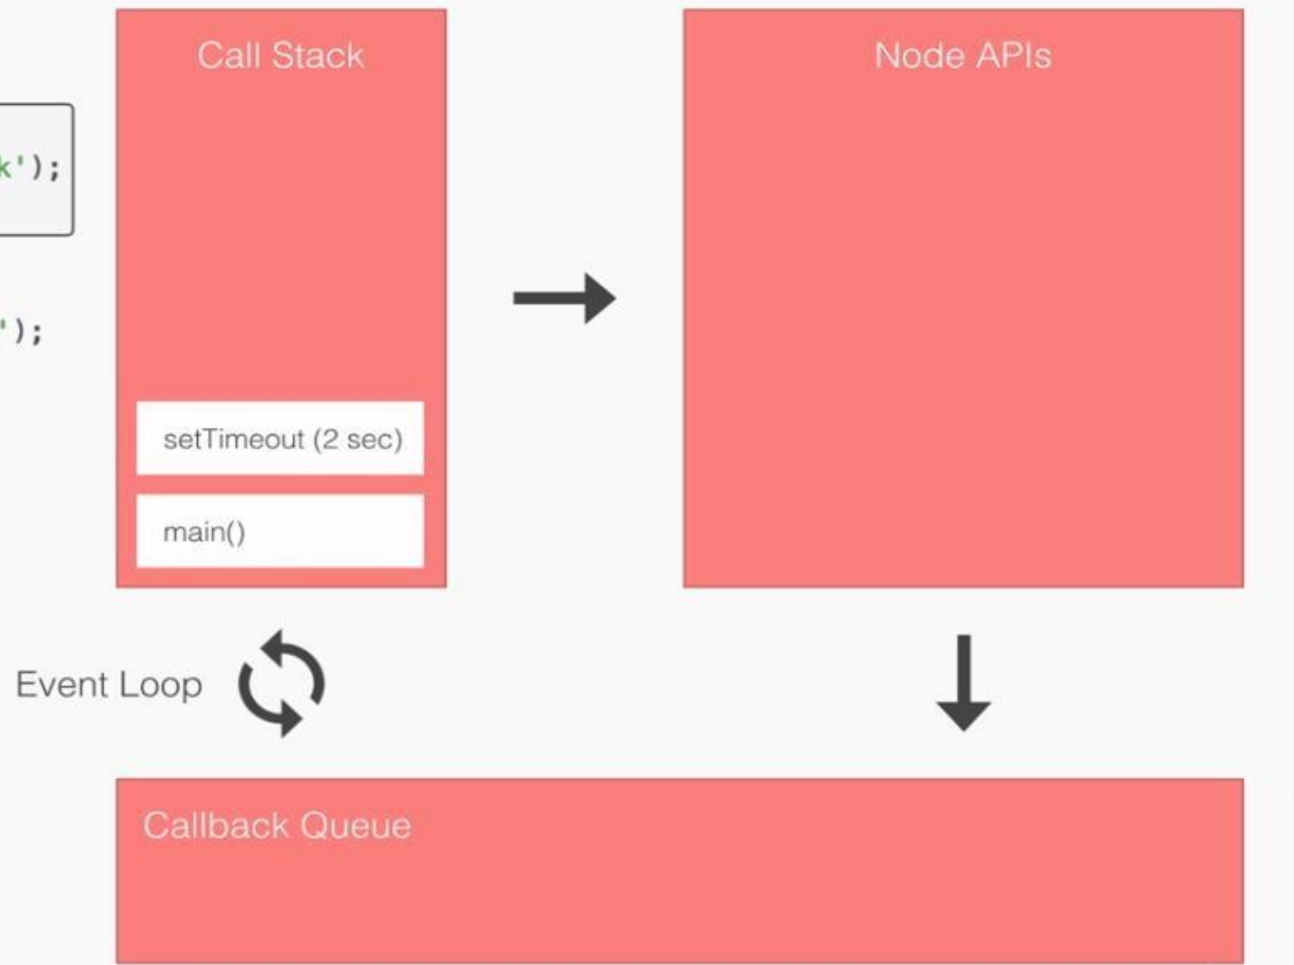 Call Stack
Node APIs
k');
');
setTimeout (2 sec)
main()
Event Loop
Callback Queue